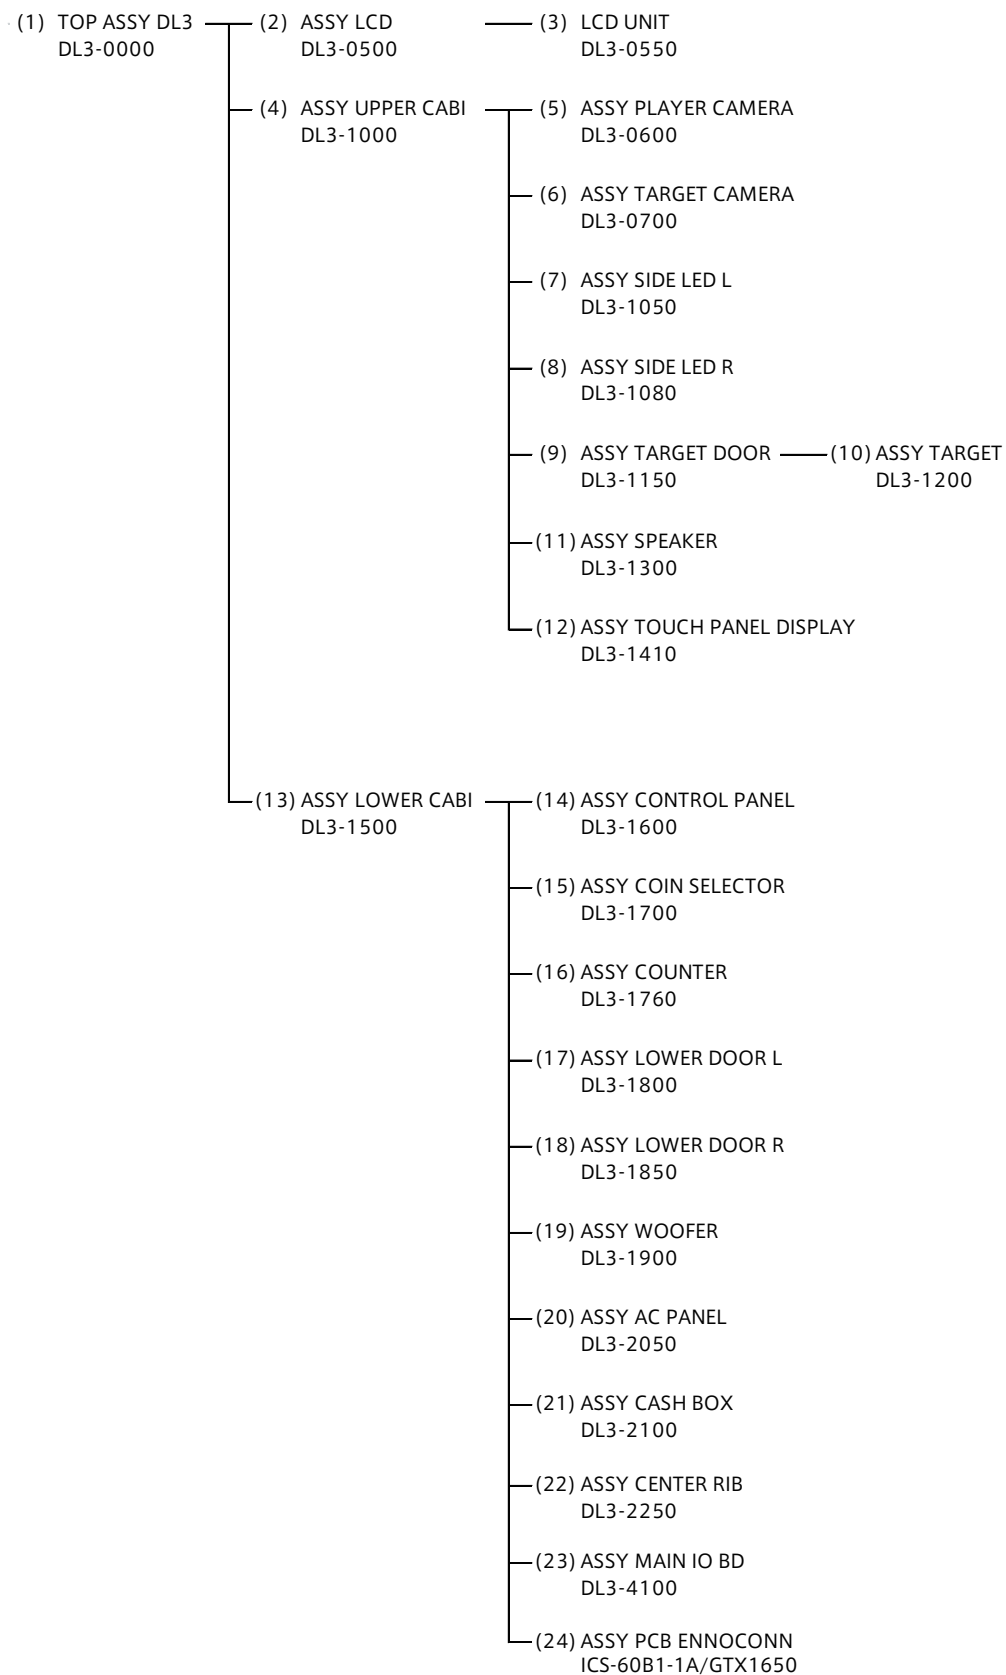 (1) TOP ASSY DL3
DL3-0000
(2) ASSY LCD
DL3-0500
(3) LCD UNIT
DL3-0550
(4) ASSY UPPER CABI
DL3-1000
(5) ASSY PLAYER CAMERA
DL3-0600
(6) ASSY TARGET CAMERA
DL3-0700
(7) ASSY SIDE LED L
DL3-1050
(8) ASSY SIDE LED R
DL3-1080
(9) ASSY TARGET DOOR
DL3-1150
(10) ASSY TARGET
DL3-1200
(11) ASSY SPEAKER
DL3-1300
(12) ASSY TOUCH PANEL DISPLAY
DL3-1410
(13) ASSY LOWER CABI
DL3-1500
(14) ASSY CONTROL PANEL
DL3-1600
(15) ASSY COIN SELECTOR
DL3-1700
(16) ASSY COUNTER
DL3-1760
(17) ASSY LOWER DOOR L
DL3-1800
(18) ASSY LOWER DOOR R
DL3-1850
(19) ASSY WOOFER
DL3-1900
(20) ASSY AC PANEL
DL3-2050
(21) ASSY CASH BOX
DL3-2100
(22) ASSY CENTER RIB
DL3-2250
(23) ASSY MAIN IO BD
DL3-4100
(24) ASSY PCB ENNOCONN
ICS-60B1-1A/GTX1650